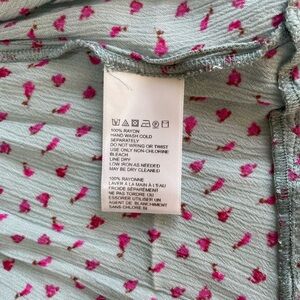 100% RAYON
HAND WASH COLD
SEPARATELY
DO NOT WRING OR TWIST
USE ONLY NON-CHLORINE
BLEACH
LINE DRY
LOW IRON AS NEEDED
MAY BE DRY CLEANED
100% RAYONNE
LAVER À LA MAIN À L'EAU
FROIDE SÉPARÉMENT
NE PAS TORDRE OU
ESSORER UTILISER UN
AGENT DE BLANCHIMENT
SANS CHLORE SI